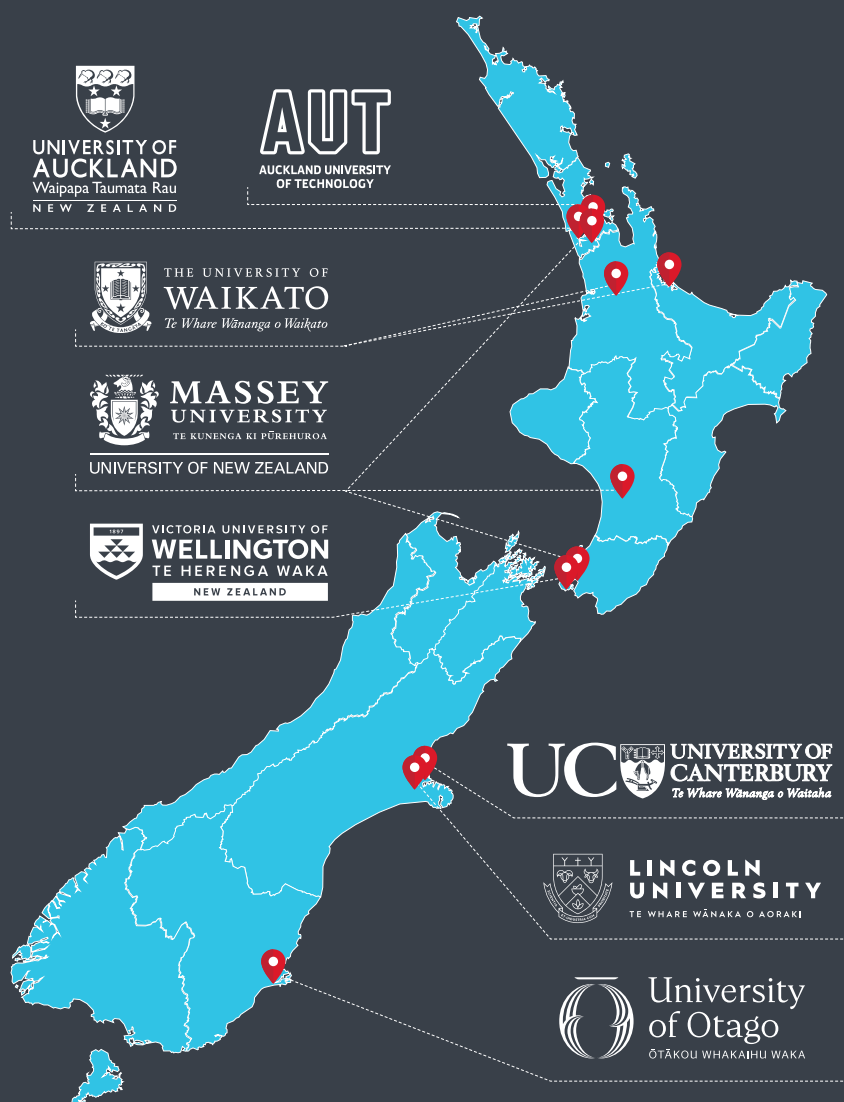 UNIVERSITY OF
AUCKLAND
Waipapa Taumata Rau
NEW ZEALAND
AUT
AUCKLAND UNIVERSITY
OF TECHNOLOGY
THE UNIVERSITY OF
WAIKATO
Te Whare Wānanga o Waikato
MASSEY
UNIVERSITY
TE KUNENGA KI PŪREHUROA
UNIVERSITY OF NEW ZEALAND
1897
VICTORIA UNIVERSITY OF
WELLINGTON
TE HERENGA WAKA
NEW ZEALAND
UC
UNIVERSITY OF
CANTERBURY
Te Whare Wānanga o Waitaha
LINCOLN
UNIVERSITY
TE WHARE WĀNAKA O AORAKI
University
of Otago
ŌTĀKOU WHAKAIHU WAKA